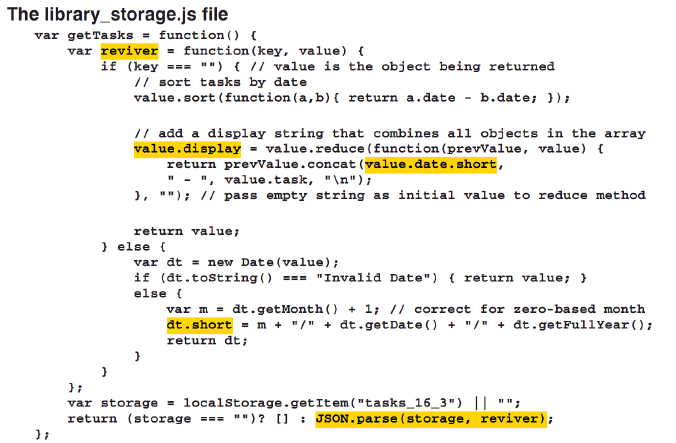 The library_storage.js file
var getTasks = function() {
var reviver = function(key, value) {
if (key === "") { // value is the object being returned
// sort tasks by date
value.sort(function(a,b){ return a.date - b.date; });
// add a display string that combines all objects in the array
value.display = value.reduce(function(prevValue, value) {
return prevValue.concat(value.date.short,
" - ", value.task, "\n");
}, ""); // pass empty string as initial value to reduce method
return value;
} else {
var dt = new Date(value);
if (dt.toString() === "Invalid Date") { return value; }
else {
var m = dt.getMonth() + 1; // correct for zero-based month
dt.short = m + "/" + dt.getDate() + "/" + dt.getFullYear();
return dt;
}
}
};
var storage = localStorage.getItem("tasks_16_3") || "";
return (storage === "")? [] : JSON.parse(storage, reviver);
};